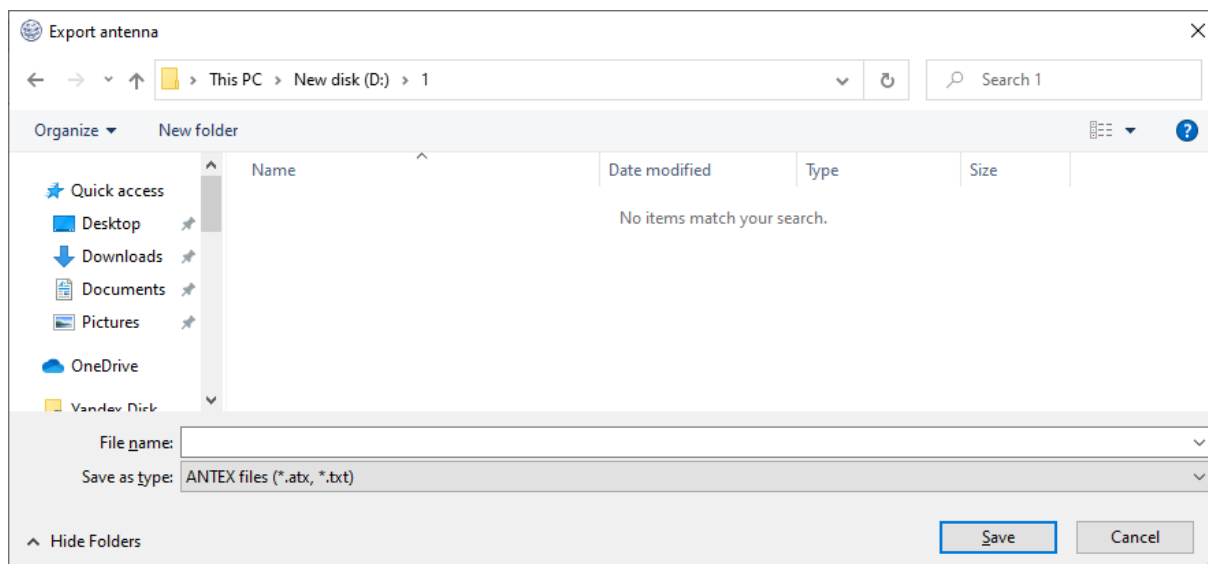 Export antenna
This PC > New disk (D:) > 1
Search 1
Organize
New folder
Name
Date modified
Type
Size
No items match your search.
Quick access
Desktop
Downloads
Documents
Pictures
OneDrive
Yandex Disk
File name:
Save as type: ANTEX files (*.atx, *.txt)
Hide Folders
Save
Cancel